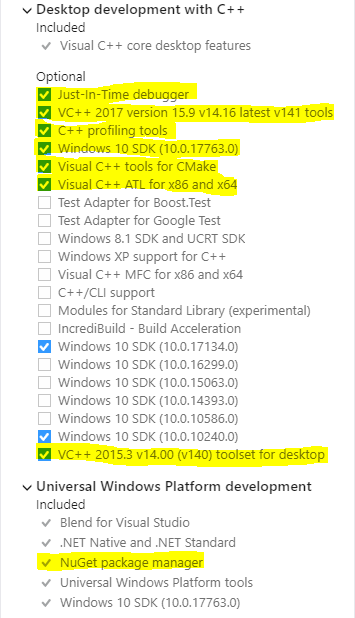 Desktop development with C++
Included
Visual C++ core desktop features
Optional
Just-In-Time debugger
VC++ 2017 version 15.9 v14.16 latest v141 tools
C++ profiling tools
Windows 10 SDK (10.0.17763.0)
Visual C++ tools for CMake
Visual C++ ATL for x86 and x64
Test Adapter for Boost.Test
Test Adapter for Google Test
Windows 8.1 SDK and UCRT SDK
Windows XP support for C++
Visual C++ MFC for x86 and x64
C++/CLI support
Modules for Standard Library (experimental)
IncrediBuild - Build Acceleration
Windows 10 SDK (10.0.17134.0)
Windows 10 SDK (10.0.16299.0)
Windows 10 SDK (10.0.15063.0)
Windows 10 SDK (10.0.14393.0)
Windows 10 SDK (10.0.10586.0)
Windows 10 SDK (10.0.10240.0)
VC++ 2015.3 v14.00 (v140) toolset for desktop
Universal Windows Platform development
Included
Blend for Visual Studio
.NET Native and .NET Standard
NuGet package manager
Universal Windows Platform tools
Windows 10 SDK (10.0.17763.0)